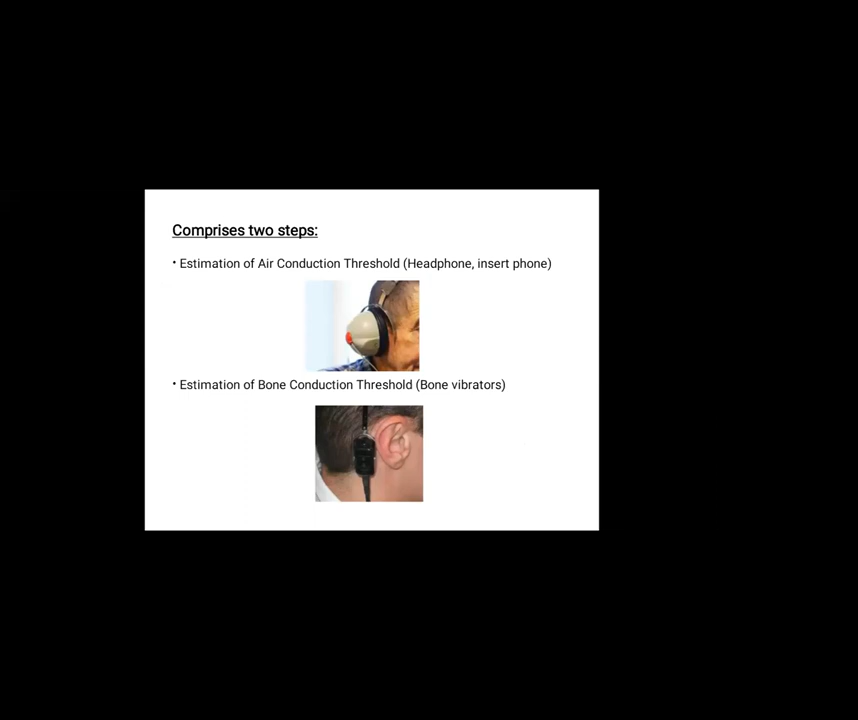 Comprises two steps:
• Estimation of Air Conduction Threshold (Headphone, insert phone)
• Estimation of Bone Conduction Threshold (Bone vibrators)